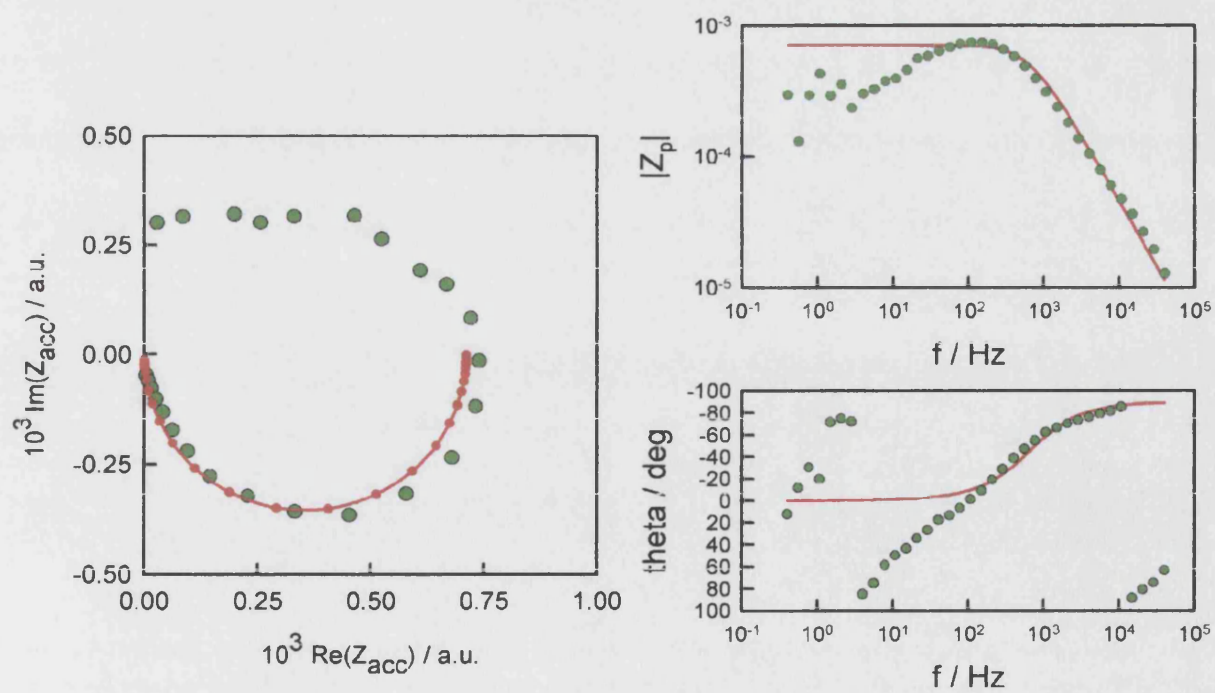 0.50
0.25
0.00
-0.25
-0.50
10³ Im(Z_acc) / a.u.
0.00 0.25 0.50 0.75 1.00
10³ Re(Z_acc) / a.u.
10⁻³
10⁻⁴
10⁻⁵
|Z_pl|
10⁻¹ 10⁰ 10¹ 10² 10³ 10⁴ 10⁵
f / Hz
-100
-80
-60
-40
-20
0
20
40
60
80
100
theta / deg
10⁻¹ 10⁰ 10¹ 10² 10³ 10⁴ 10⁵
f / Hz